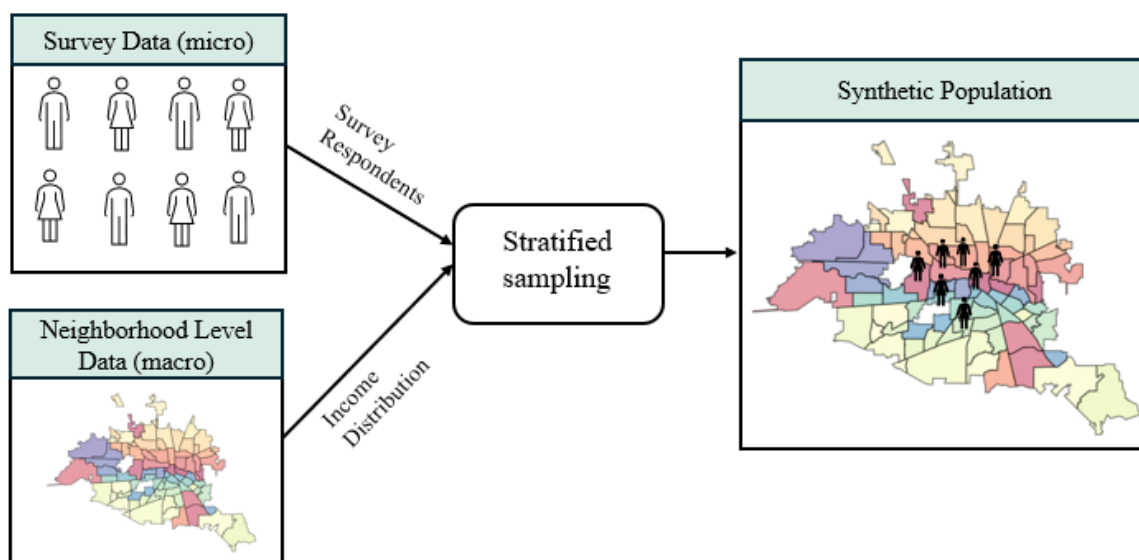 Survey Data (micro)
Survey
Respondents
Neighborhood Level
Data (macro)
Income
Distribution
Stratified
sampling
Synthetic Population